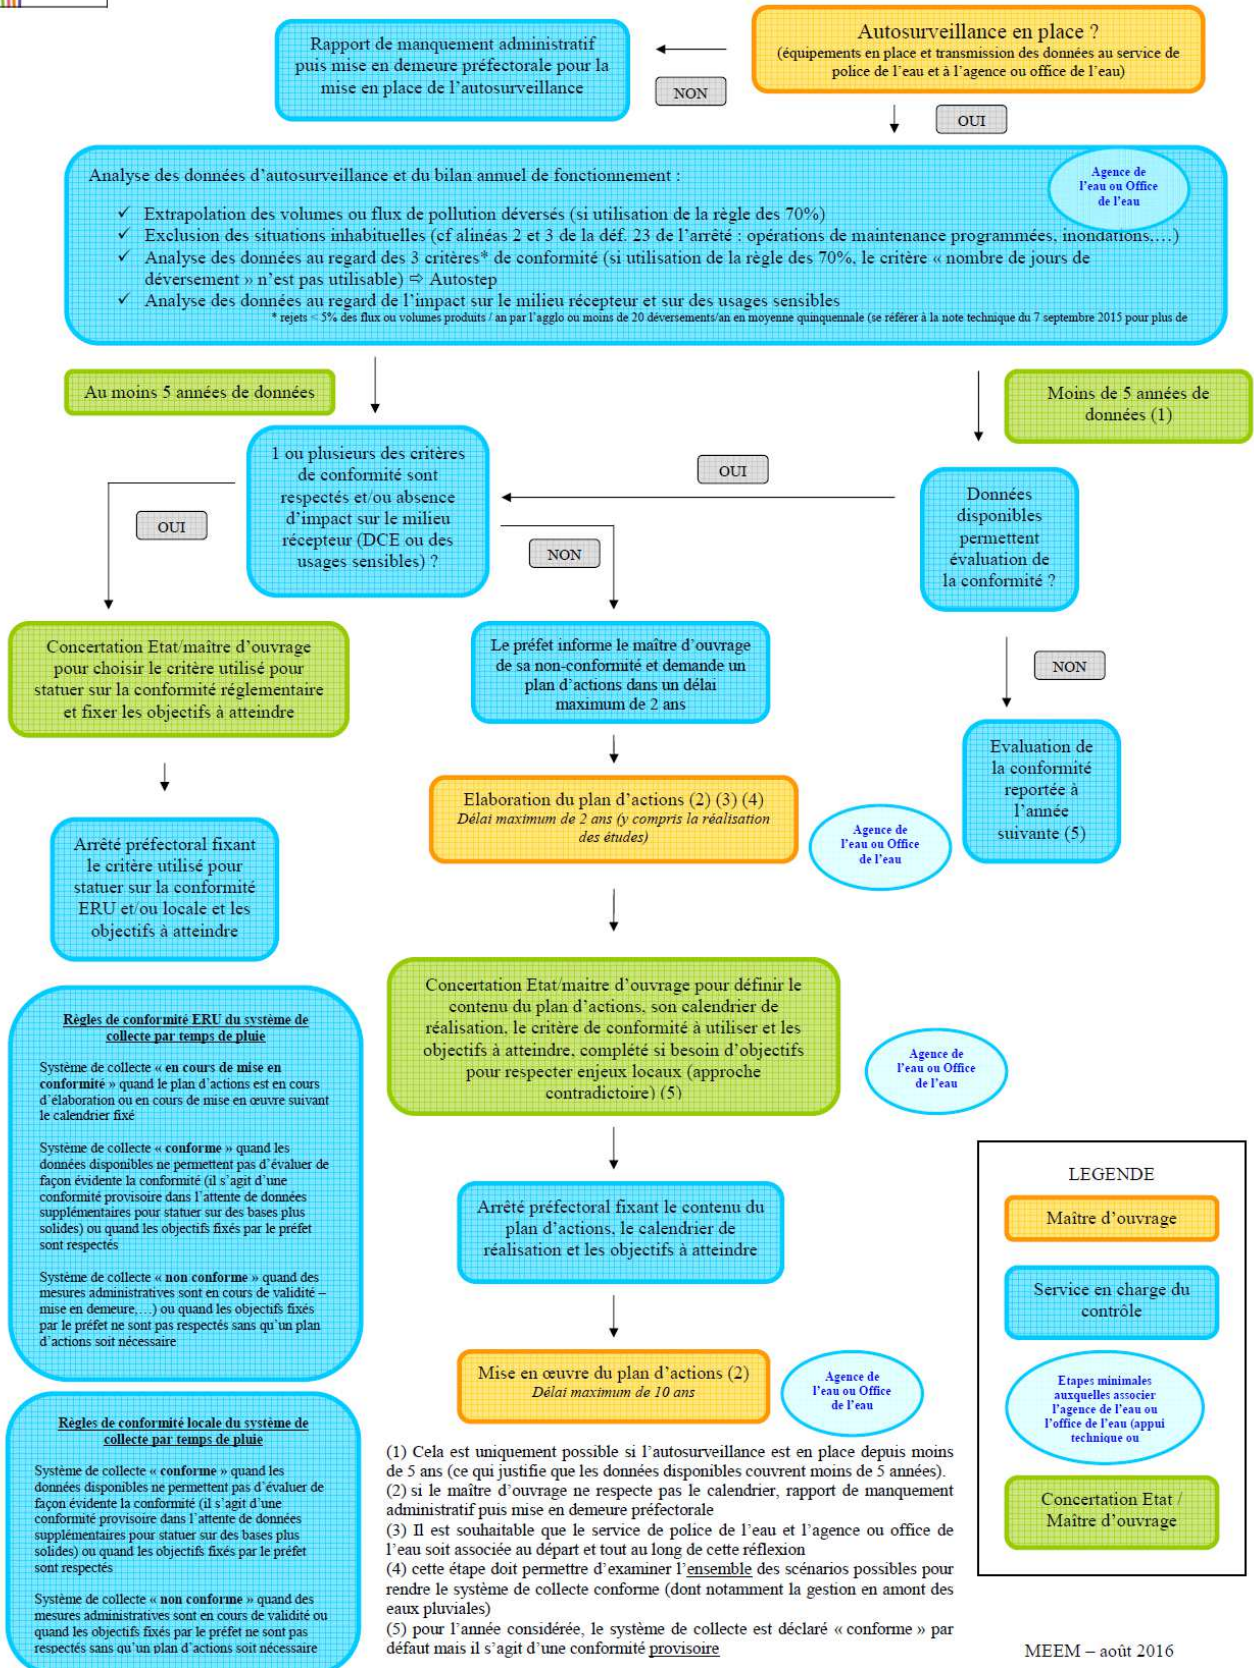 Autosurveillance en place ?
(équipements en place et transmission des données au service de
police de l'eau et à l'agence ou office de l'eau)
NON
Rapport de manquement administratif
puis mise en demeure préfectorale pour la
mise en place de l'autosurveillance
OUI
Analyse des données d'autosurveillance et du bilan annuel de fonctionnement :
Agence de
l'eau ou Office
de l'eau
✓ Extrapolation des volumes ou flux de pollution déversés (si utilisation de la règle des 70%)
✓ Exclusion des situations inhabituelles (cf alinéas 2 et 3 de la déf. 23 de l'arrêté : opérations de maintenance programmées, inondations,…)
✓ Analyse des données au regard des 3 critères* de conformité (si utilisation de la règle des 70%, le critère « nombre de jours de
déversement » n'est pas utilisable) ⇨ Autostep
✓ Analyse des données au regard de l'impact sur le milieu récepteur et sur des usages sensibles
* rejets < 5% des flux ou volumes produits / an par l'agglo ou moins de 20 déversements/an en moyenne quinquennale (se référer à la note technique du 7 septembre 2015 pour plus de
Au moins 5 années de données
Moins de 5 années de
données (1)
1 ou plusieurs des critères
de conformité sont
respectés et/ou absence
d'impact sur le milieu
récepteur (DCE ou des
usages sensibles) ?
OUI
Données
disponibles
permettent
évaluation de
la conformité ?
OUI
NON
NON
Concertation Etat/maître d'ouvrage
pour choisir le critère utilisé pour
statuer sur la conformité réglementaire
et fixer les objectifs à atteindre
Le préfet informe le maître d'ouvrage
de sa non-conformité et demande un
plan d'actions dans un délai
maximum de 2 ans
Evaluation de
la conformité
reportée à
l'année
suivante (5)
Elaboration du plan d'actions (2) (3) (4)
Délai maximum de 2 ans (y compris la réalisation
des études)
Agence de
l'eau ou Office
de l'eau
Arrêté préfectoral fixant
le critère utilisé pour
statuer sur la conformité
ERU et/ou locale et les
objectifs à atteindre
Concertation Etat/maitre d'ouvrage pour définir le
contenu du plan d'actions, son calendrier de
réalisation, le critère de conformité à utiliser et les
objectifs à atteindre, complété si besoin d'objectifs
pour respecter enjeux locaux (approche
contradictoire) (5)
Agence de
l'eau ou Office
de l'eau
Règles de conformité ERU du système de
collecte par temps de pluie
Système de collecte « en cours de mise en
conformité » quand le plan d'actions est en cours
d'élaboration ou en cours de mise en œuvre suivant
le calendrier fixé
Système de collecte « conforme » quand les
données disponibles ne permettent pas d'évaluer de
façon évidente la conformité (il s'agit d'une
conformité provisoire dans l'attente de données
supplémentaires pour statuer sur des bases plus
solides) ou quand les objectifs fixés par le préfet
sont respectés
Système de collecte « non conforme » quand des
mesures administratives sont en cours de validité –
mise en demeure,…) ou quand les objectifs fixés
par le préfet ne sont pas respectés sans qu'un plan
d'actions soit nécessaire
Arrêté préfectoral fixant le contenu du
plan d'actions, le calendrier de
réalisation et les objectifs à atteindre
Mise en œuvre du plan d'actions (2)
Délai maximum de 10 ans
Agence de
l'eau ou Office
de l'eau
LEGENDE
Maître d'ouvrage
Service en charge du
contrôle
Etapes minimales
auxquelles associer
l'agence de l'eau ou
l'office de l'eau (appui
technique ou
Concertation Etat /
Maître d'ouvrage
Règles de conformité locale du système de
collecte par temps de pluie
Système de collecte « conforme » quand les
données disponibles ne permettent pas d'évaluer de
façon évidente la conformité (il s'agit d'une
conformité provisoire dans l'attente de données
supplémentaires pour statuer sur des bases plus
solides) ou quand les objectifs fixés par le préfet
sont respectés
Système de collecte « non conforme » quand des
mesures administratives sont en cours de validité ou
quand les objectifs fixés par le préfet ne sont pas
respectés sans qu'un plan d'actions soit nécessaire
(1) Cela est uniquement possible si l'autosurveillance est en place depuis moins
de 5 ans (ce qui justifie que les données disponibles couvrent moins de 5 années).
(2) si le maître d'ouvrage ne respecte pas le calendrier, rapport de manquement
administratif puis mise en demeure préfectorale
(3) Il est souhaitable que le service de police de l'eau et l'agence ou office de
l'eau soit associée au départ et tout au long de cette réflexion
(4) cette étape doit permettre d'examiner l'ensemble des scénarios possibles pour
rendre le système de collecte conforme (dont notamment la gestion en amont des
eaux pluviales)
(5) pour l'année considérée, le système de collecte est déclaré « conforme » par
défaut mais il s'agit d'une conformité provisoire
MEEM – août 2016